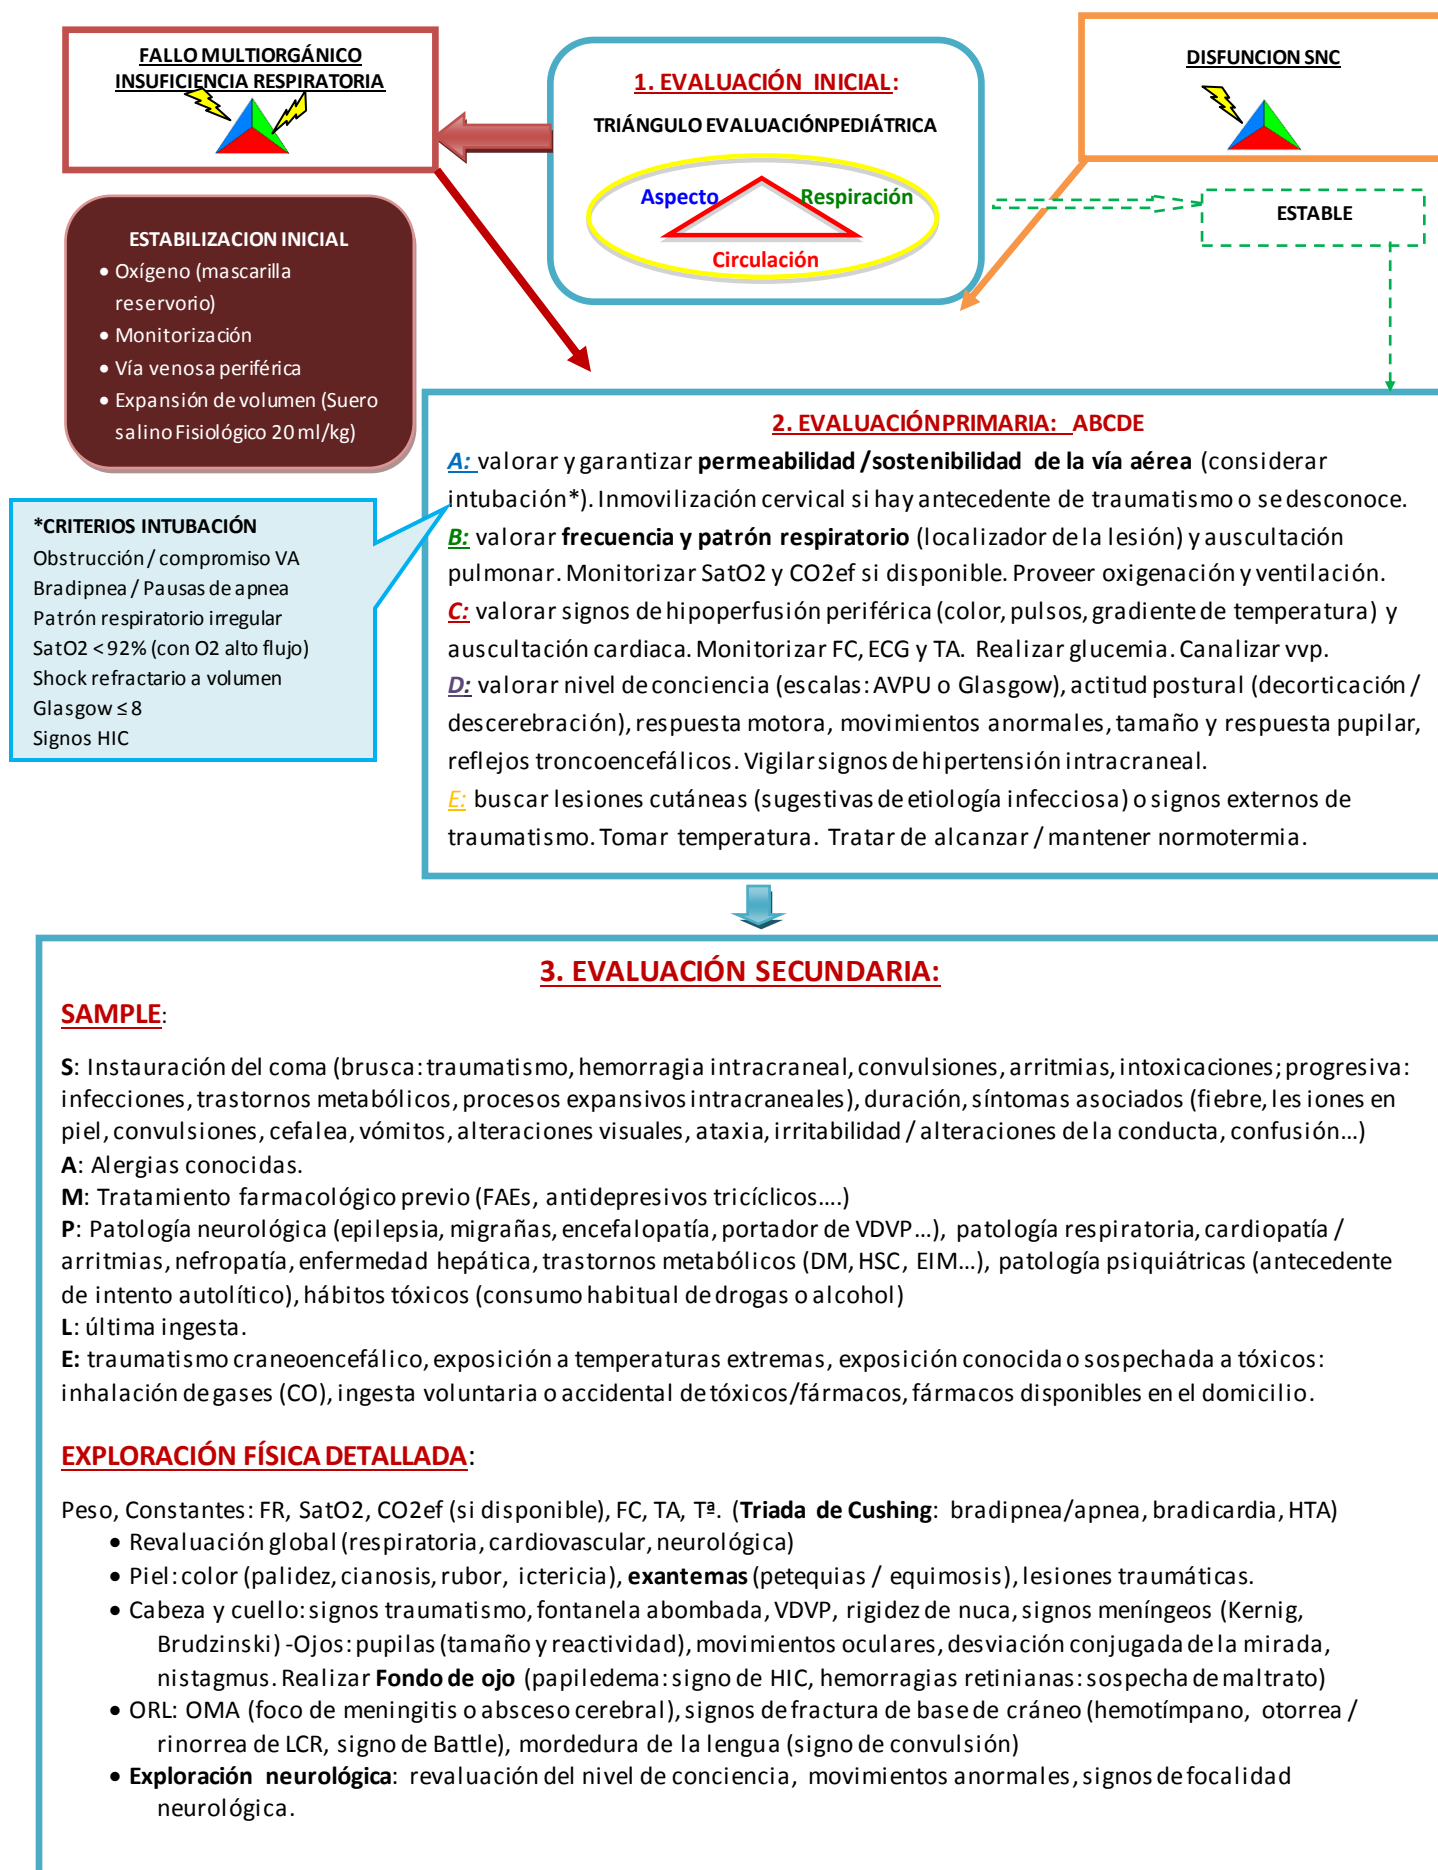 FALLO MULTIORGÁNICO
INSUFICIENCIA RESPIRATORIA
1. EVALUACIÓN INICIAL:
TRIÁNGULO EVALUACIÓNPEDIÁTRICA
Aspecto
Respiración
Circulación
DISFUNCION SNC
ESTABLE
ESTABILIZACION INICIAL
• Oxígeno (mascarilla
reservorio)
• Monitorización
• Vía venosa periférica
• Expansión de volumen (Suero
salino Fisiológico 20 ml/kg)
2. EVALUACIÓN PRIMARIA: ABCDE
A: valorar y garantizar permeabilidad /sostenibilidad de la vía aérea (considerar
intubación*). Inmovilización cervical si hay antecedente de traumatismo o se desconoce.
B: valorar frecuencia y patrón respiratorio (localizador de la lesión) y auscultación
pulmonar. Monitorizar SatO2 y CO2ef si disponible. Proveer oxigenación y ventilación.
C: valorar signos de hipoperfusión periférica (color, pulsos, gradiente de temperatura) y
auscultación cardiaca. Monitorizar FC, ECG y TA. Realizar glucemia. Canalizar vvp.
D: valorar nivel de conciencia (escalas: AVPU o Glasgow), actitud postural (decorticación /
descerebración), respuesta motora, movimientos anormales, tamaño y respuesta pupilar,
reflejos troncoencefálicos. Vigilar signos de hipertensión intracraneal.
E: buscar lesiones cutáneas (sugestivas de etiología infecciosa) o signos externos de
traumatismo. Tomar temperatura. Tratar de alcanzar / mantener normotermia.
*CRITERIOS INTUBACIÓN
Obstrucción / compromiso VA
Bradipnea / Pausas de apnea
Patrón respiratorio irregular
SatO2 < 92% (con O2 alto flujo)
Shock refractario a volumen
Glasgow ≤ 8
Signos HIC
3. EVALUACIÓN SECUNDARIA:
SAMPLE:
S: Instauración del coma (brusca: traumatismo, hemorragia intracraneal, convulsiones, arritmias, intoxicaciones; progresiva:
infecciones, trastornos metabólicos, procesos expansivos intracraneales), duración, síntomas asociados (fiebre, les iones en
piel, convulsiones, cefalea, vómitos, alteraciones visuales, ataxia, irritabilidad / alteraciones de la conducta, confusión…)
A: Alergias conocidas.
M: Tratamiento farmacológico previo (FAEs, antidepresivos tricíclicos….)
P: Patología neurológica (epilepsia, migrañas, encefalopatía, portador de VDVP…), patología respiratoria, cardiopatía /
arritmias, nefropatía, enfermedad hepática, trastornos metabólicos (DM, HSC, EIM…), patología psiquiátricas (antecedente
de intento autolítico), hábitos tóxicos (consumo habitual de drogas o alcohol)
L: última ingesta.
E: traumatismo craneoencefálico, exposición a temperaturas extremas, exposición conocida o sospechada a tóxicos:
inhalación de gases (CO), ingesta voluntaria o accidental de tóxicos/fármacos, fármacos disponibles en el domicilio.
EXPLORACIÓN FÍSICA DETALLADA:
Peso, Constantes: FR, SatO2, CO2ef (si disponible), FC, TA, Tª. (Triada de Cushing: bradipnea/apnea, bradicardia, HTA)
• Revaluación global (respiratoria, cardiovascular, neurológica)
• Piel: color (palidez, cianosis, rubor, ictericia), exantemas (petequias / equimosis), lesiones traumáticas.
• Cabeza y cuello: signos traumatismo, fontanela abombada, VDVP, rigidez de nuca, signos meníngeos (Kernig,
Brudzinski) -Ojos: pupilas (tamaño y reactividad), movimientos oculares, desviación conjugada de la mirada,
nistagmus. Realizar Fondo de ojo (papiledema: signo de HIC, hemorragias retinianas: sospecha de maltrato)
• ORL: OMA (foco de meningitis o absceso cerebral), signos de fractura de base de cráneo (hemotímpano, otorrea /
rinorrea de LCR, signo de Battle), mordedura de la lengua (signo de convulsión)
• Exploración neurológica: revaluación del nivel de conciencia, movimientos anormales, signos de focalidad
neurológica.